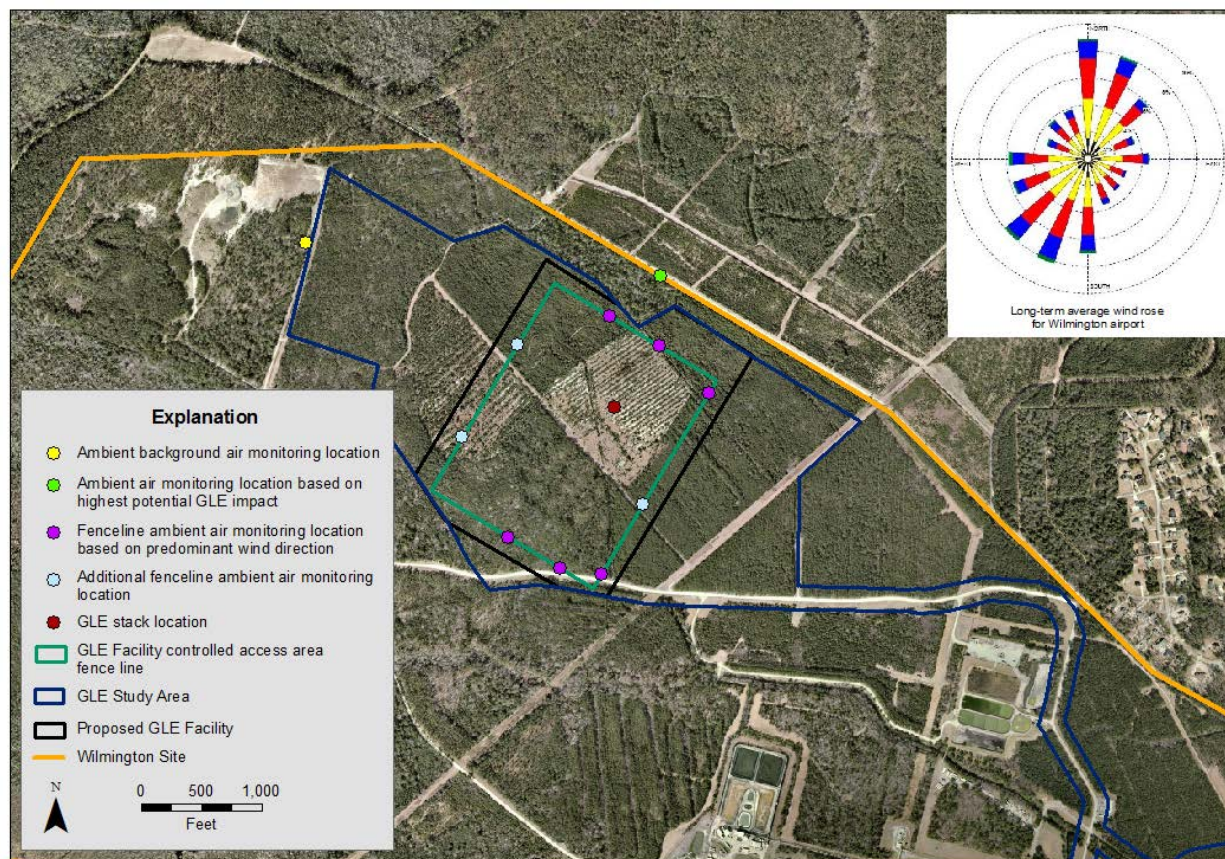 NORTH
WEST
EAST
SOUTH
Long-term average wind rose
for Wilmington airport
Explanation
Ambient background air monitoring location
Ambient air monitoring location based on
highest potential GLE impact
Fenceline ambient air monitoring location
based on predominant wind direction
Additional fenceline ambient air monitoring
location
GLE stack location
GLE Facility controlled access area
fence line
GLE Study Area
Proposed GLE Facility
Wilmington Site
N
0 500 1,000
Feet